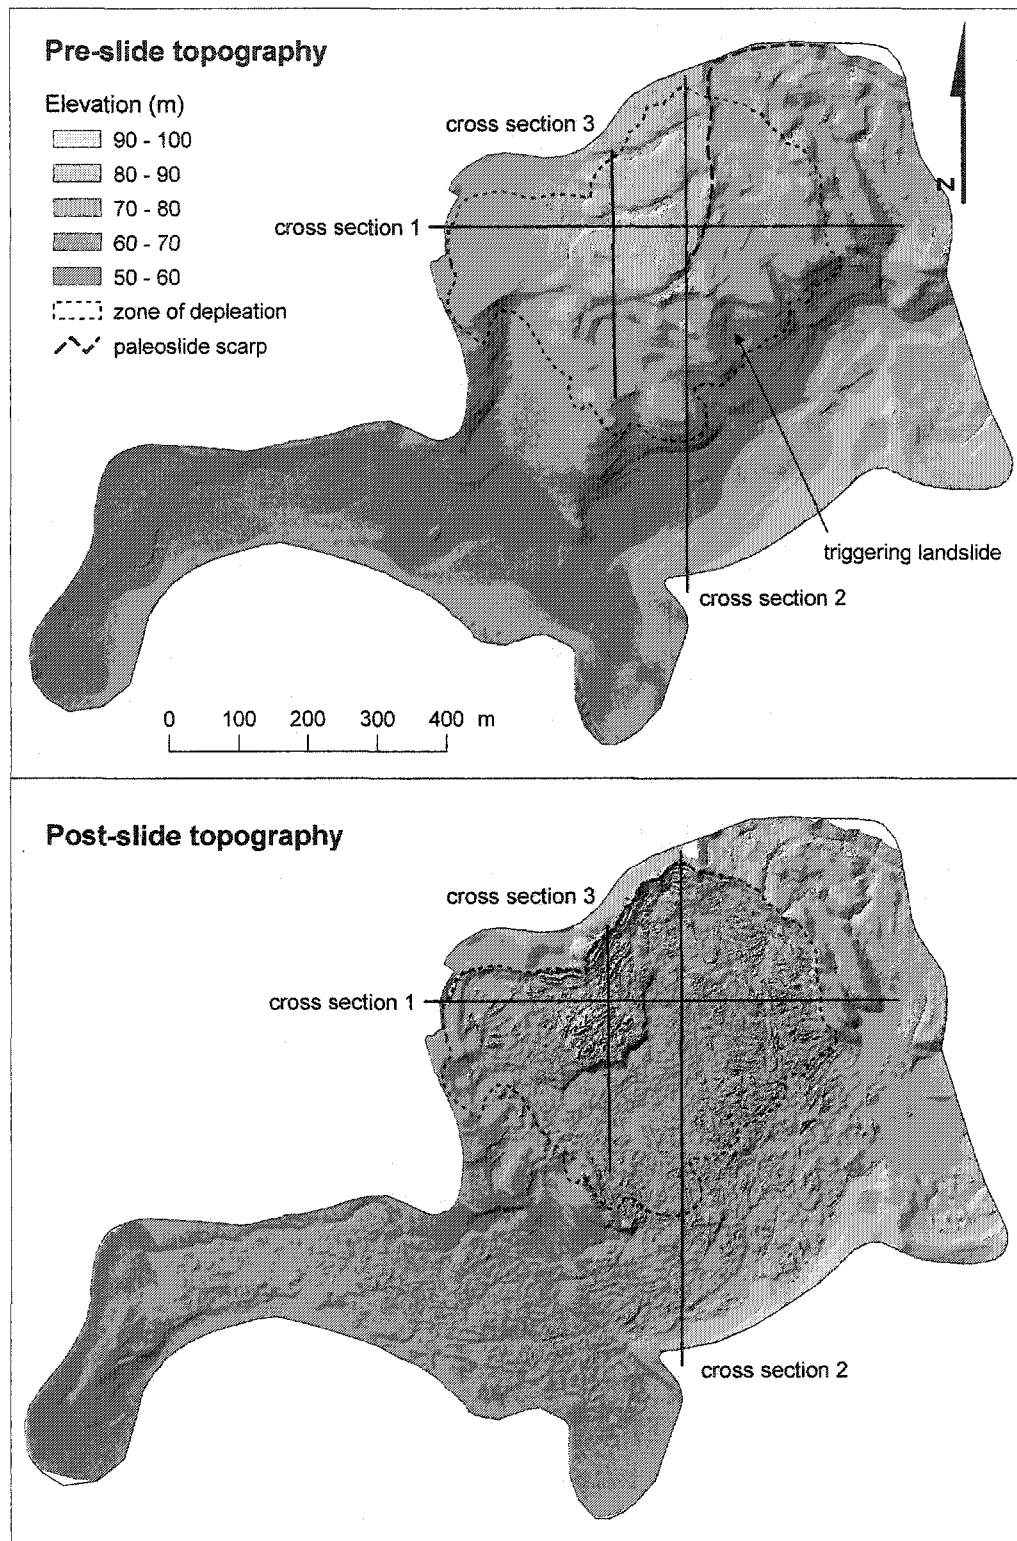 Pre-slide topography
Elevation (m)
90 - 100
80 - 90
70 - 80
60 - 70
50 - 60
zone of depleation
paleoslide scarp
cross section 3
cross section 1
N
triggering landslide
cross section 2
0 100 200 300 400 m
Post-slide topography
cross section 3
cross section 1
cross section 2